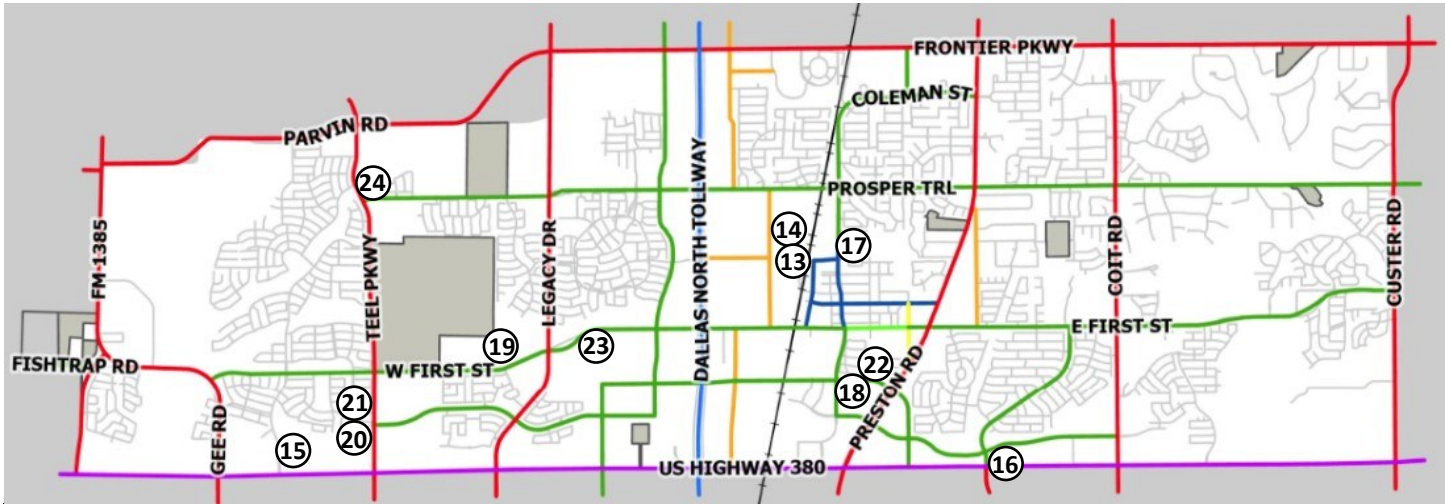 FRONTIER PKWY
COLEMAN ST
PARVIN RD
24
PROSPER TRL
FM 1385
TEEL PKWY
LEGACY DR
DALLAS NORTH TOLLWAY
14
13
17
COIT RD
CUSTER RD
E FIRST ST
19
23
FISHTRAP RD
W FIRST ST
22
18
PRESTON RD
21
20
GEE RD
15
US HIGHWAY 380
16